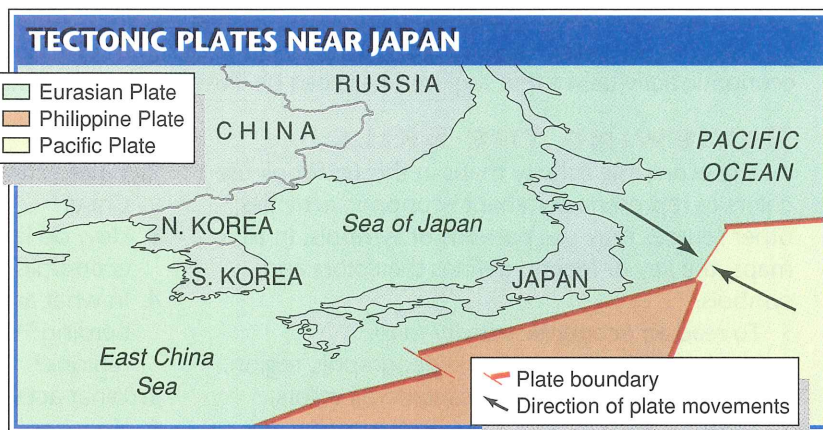 TECTONIC PLATES NEAR JAPAN
Eurasian Plate
Philippine Plate
Pacific Plate
RUSSIA
CHINA
PACIFIC
OCEAN
N. KOREA
Sea of Japan
S. KOREA
JAPAN
East China
Sea
Plate boundary
Direction of plate movements